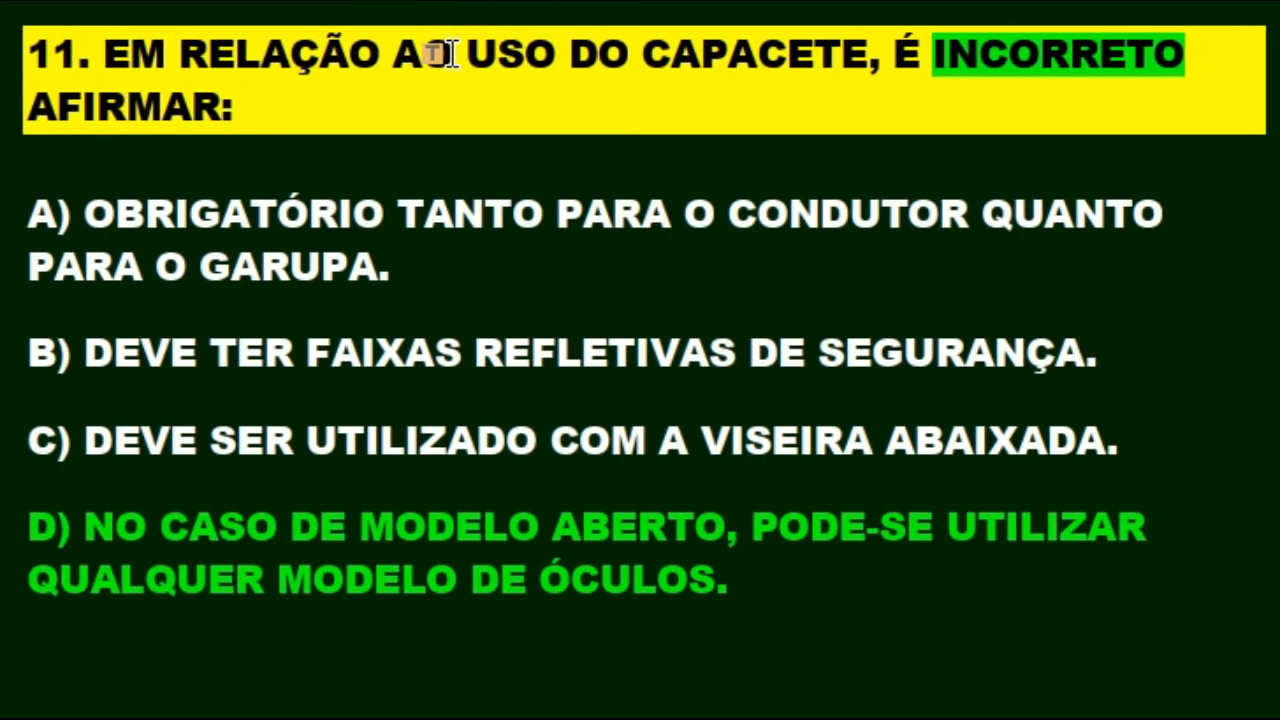 11. EM RELAÇÃO AO USO DO CAPACETE, É INCORRETO
AFIRMAR:
A) OBRIGATÓRIO TANTO PARA O CONDUTOR QUANTO
PARA O GARUPA.
B) DEVE TER FAIXAS REFLETIVAS DE SEGURANÇA.
C) DEVE SER UTILIZADO COM A VISEIRA ABAIXADA.
D) NO CASO DE MODELO ABERTO, PODE-SE UTILIZAR
QUALQUER MODELO DE ÓCULOS.